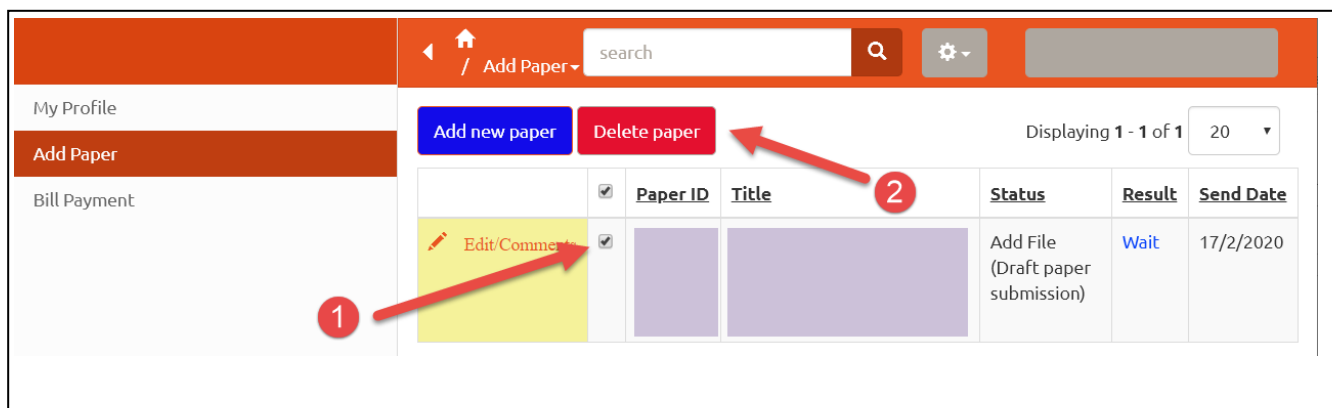 / Add Paper
search
My Profile
Add Paper
Bill Payment
Add new paper
Delete paper
Displaying 1 - 1 of 1
20
2
Paper ID
Title
Status
Result
Send Date
Edit/Comments
Add File
(Draft paper
submission)
Wait
17/2/2020
1